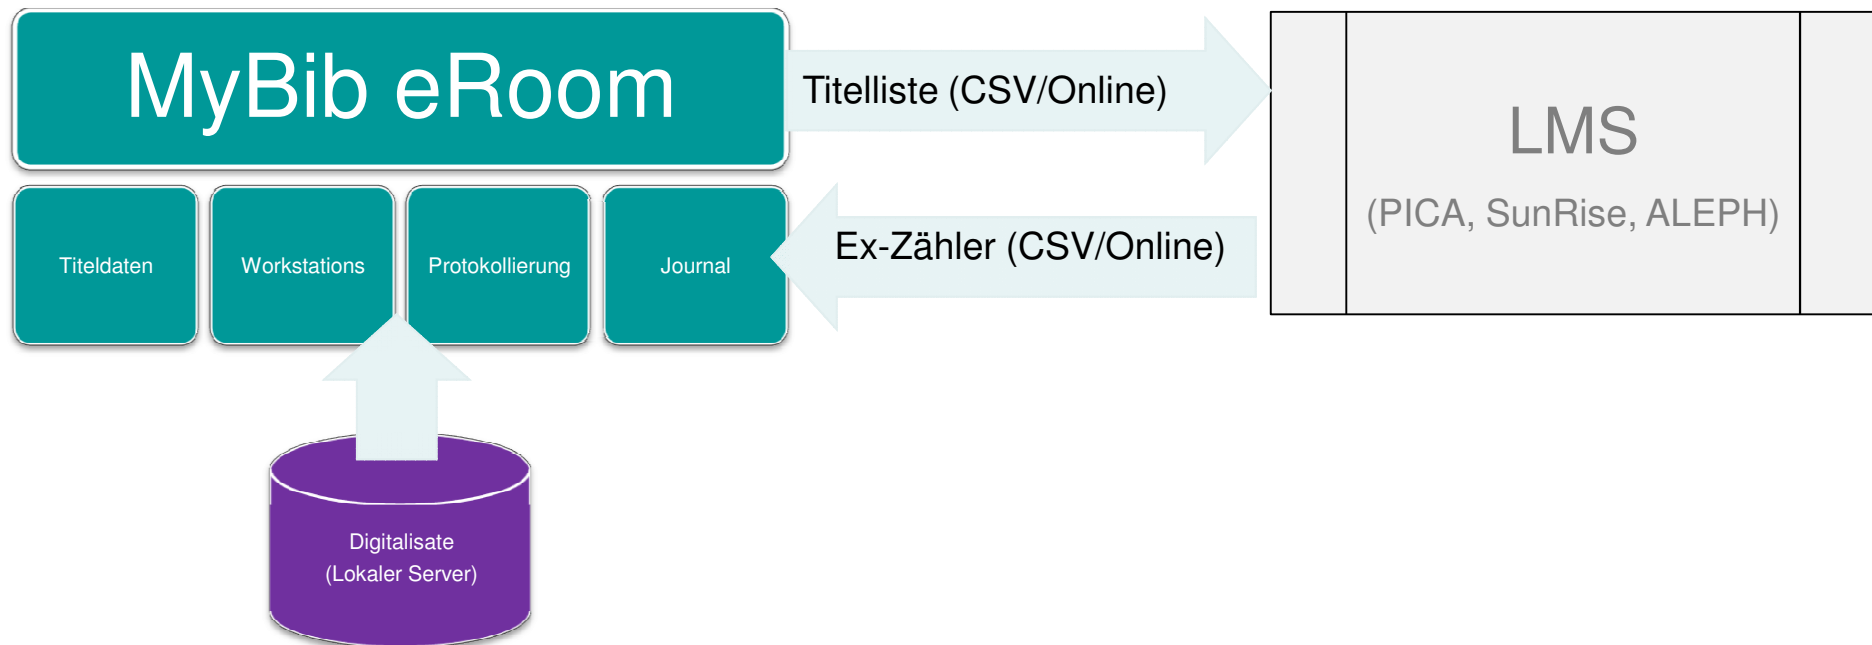 MyBib eRoom
Titelliste (CSV/Online)
LMS
(PICA, SunRise, ALEPH)
Titeldaten
Workstations
Protokollierung
Journal
Ex-Zähler (CSV/Online)
Digitalisate
(Lokaler Server)